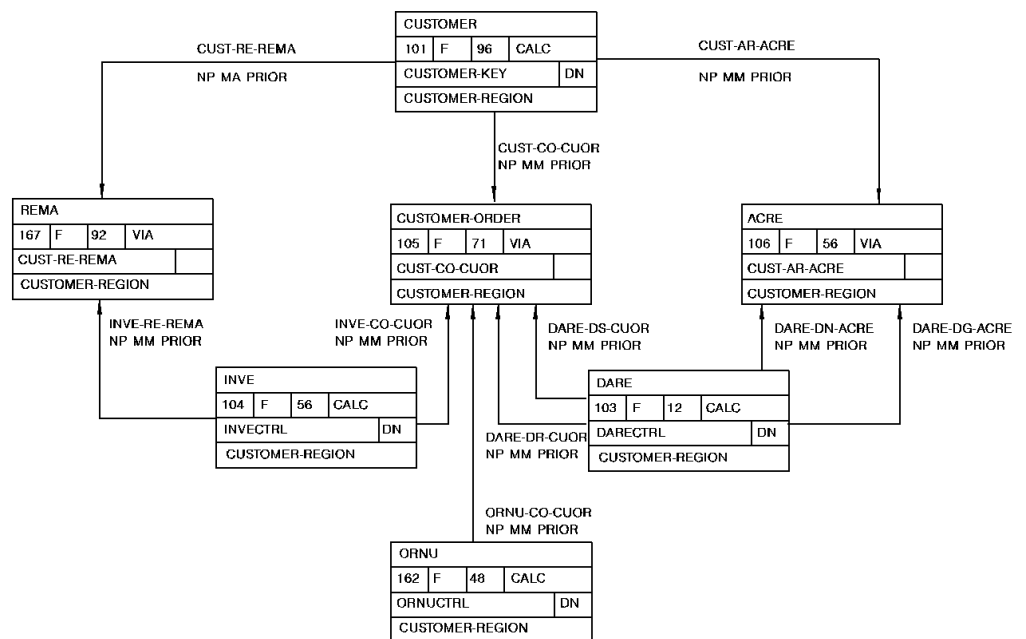 CUSTOMER
101 F 96 CALC
CUSTOMER-KEY DN
CUSTOMER-REGION
CUST-RE-REMA
NP MA PRIOR
CUST-AR-ACRE
NP MM PRIOR
CUST-CO-CUOR
NP MM PRIOR
REMA
167 F 92 VIA
CUST-RE-REMA
CUSTOMER-REGION
CUSTOMER-ORDER
105 F 71 VIA
CUST-CO-CUOR
CUSTOMER-REGION
ACRE
106 F 56 VIA
CUST-AR-ACRE
CUSTOMER-REGION
INVE-RE-REMA
NP MM PRIOR
INVE-CO-CUOR
NP MM PRIOR
DARE-DS-CUOR
NP MM PRIOR
DARE-DN-ACRE
NP MM PRIOR
DARE-DG-ACRE
NP MM PRIOR
INVE
104 F 56 CALC
INVECTRL DN
CUSTOMER-REGION
DARE-DR-CUOR
NP MM PRIOR
DARE
103 F 12 CALC
DARECTRL DN
CUSTOMER-REGION
ORNU-CO-CUOR
NP MM PRIOR
ORNU
162 F 48 CALC
ORNUCTRL DN
CUSTOMER-REGION